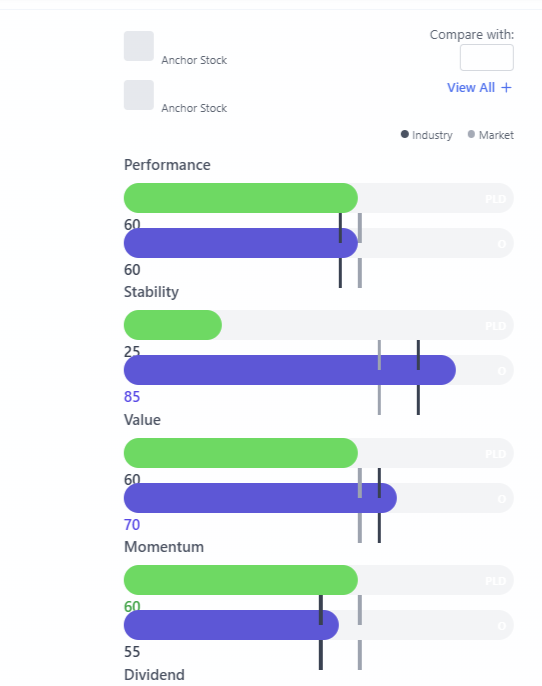 Compare with:
Anchor Stock
View All +
Anchor Stock
Industry Market
Performance
PLD
60
O
60
Stability
PLD
25
O
85
Value
PLD
60
O
70
Momentum
PLD
60
O
55
Dividend